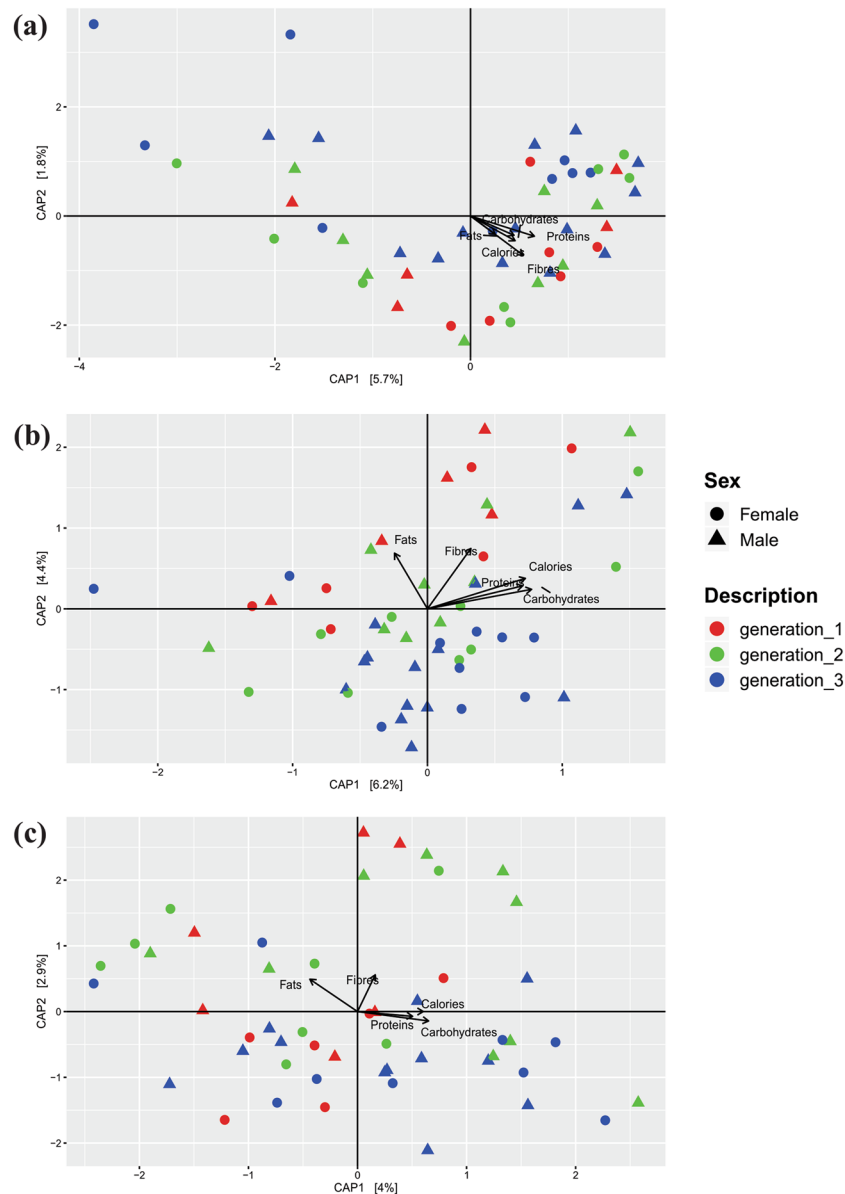 (a)
CAP2 [1.8%]
2
0
−2
Carbohydrates
Fats
Proteins
Calories
Fibres
−4
−2
0
CAP1 [5.7%]
(b)
CAP2 [4.4%]
2
1
0
−1
Fats
Fibres
Calories
Proteins
Carbohydrates
−2
−1
0
1
CAP1 [6.2%]
Sex
Female
Male
Description
generation_1
generation_2
generation_3
(c)
CAP2 [2.9%]
2
1
0
−1
−2
Fats
Fibres
Calories
Proteins
Carbohydrates
−2
−1
0
1
2
CAP1 [4%]